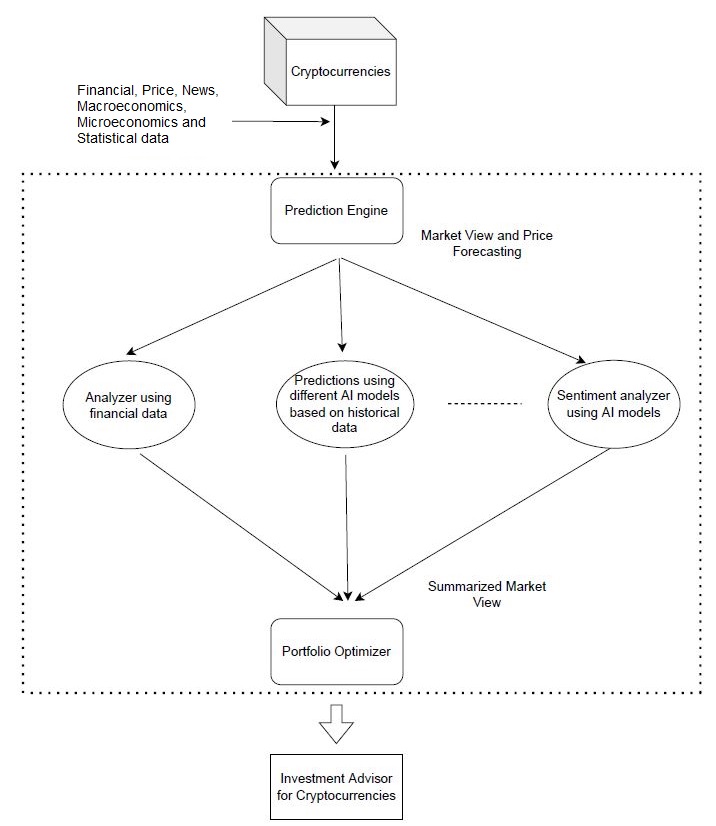 Cryptocurrencies
Financial, Price, News,
Macroeconomics,
Microeconomics and
Statistical data
Prediction Engine
Market View and Price
Forecasting
Analyzer using
financial data
Predictions using
different AI models
based on historical
data
Sentiment analyzer
using AI models
Summarized Market
View
Portfolio Optimizer
Investment Advisor
for Cryptocurrencies